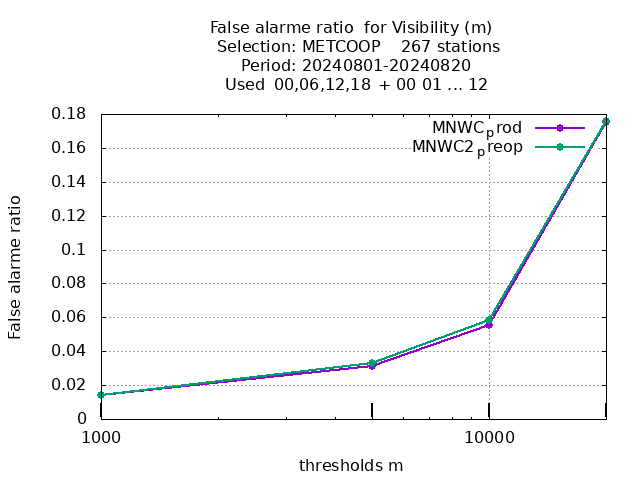 False alarme ratio  for Visibility (m)
Selection: METCOOP    267 stations
Period: 20240801-20240820
Used  00,06,12,18  + 00 01 ... 12
MNWCprod
MNWC2preop
0.18
0.16
0.14
0.12
0.1
0.08
0.06
0.04
0.02
0
False alarme ratio
1000
10000
thresholds m